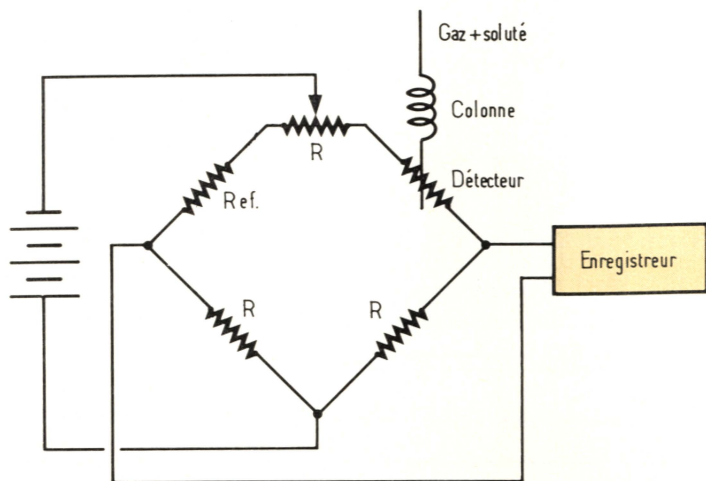 Gaz+soluté
Colonne
R
Détecteur
Ref.
Enregistreur
R
R